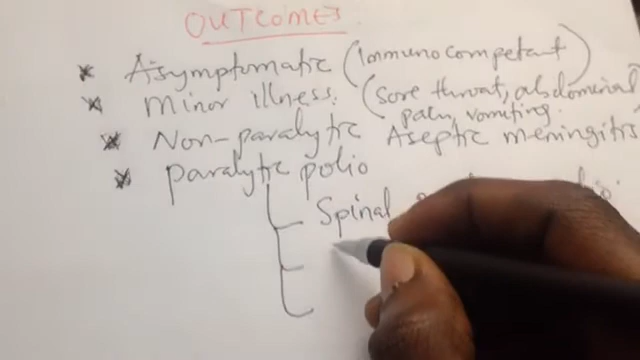 OUTCOMES
* Asymptomatic (Immunocompetent)
* Minor illness. (Sore throat, abdominal pain, vomiting.
* Non-paralytic Aseptic meningitis
* Paralytic polio
Spinal